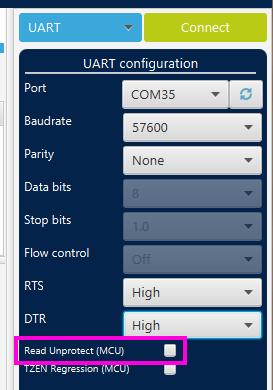 UART
Connect
UART configuration
Port
COM35
Baudrate
57600
Parity
None
Data bits
8
Stop bits
1.0
Flow control
Off
RTS
High
DTR
High
Read Unprotect (MCU)
TZEN Regression (MCU)